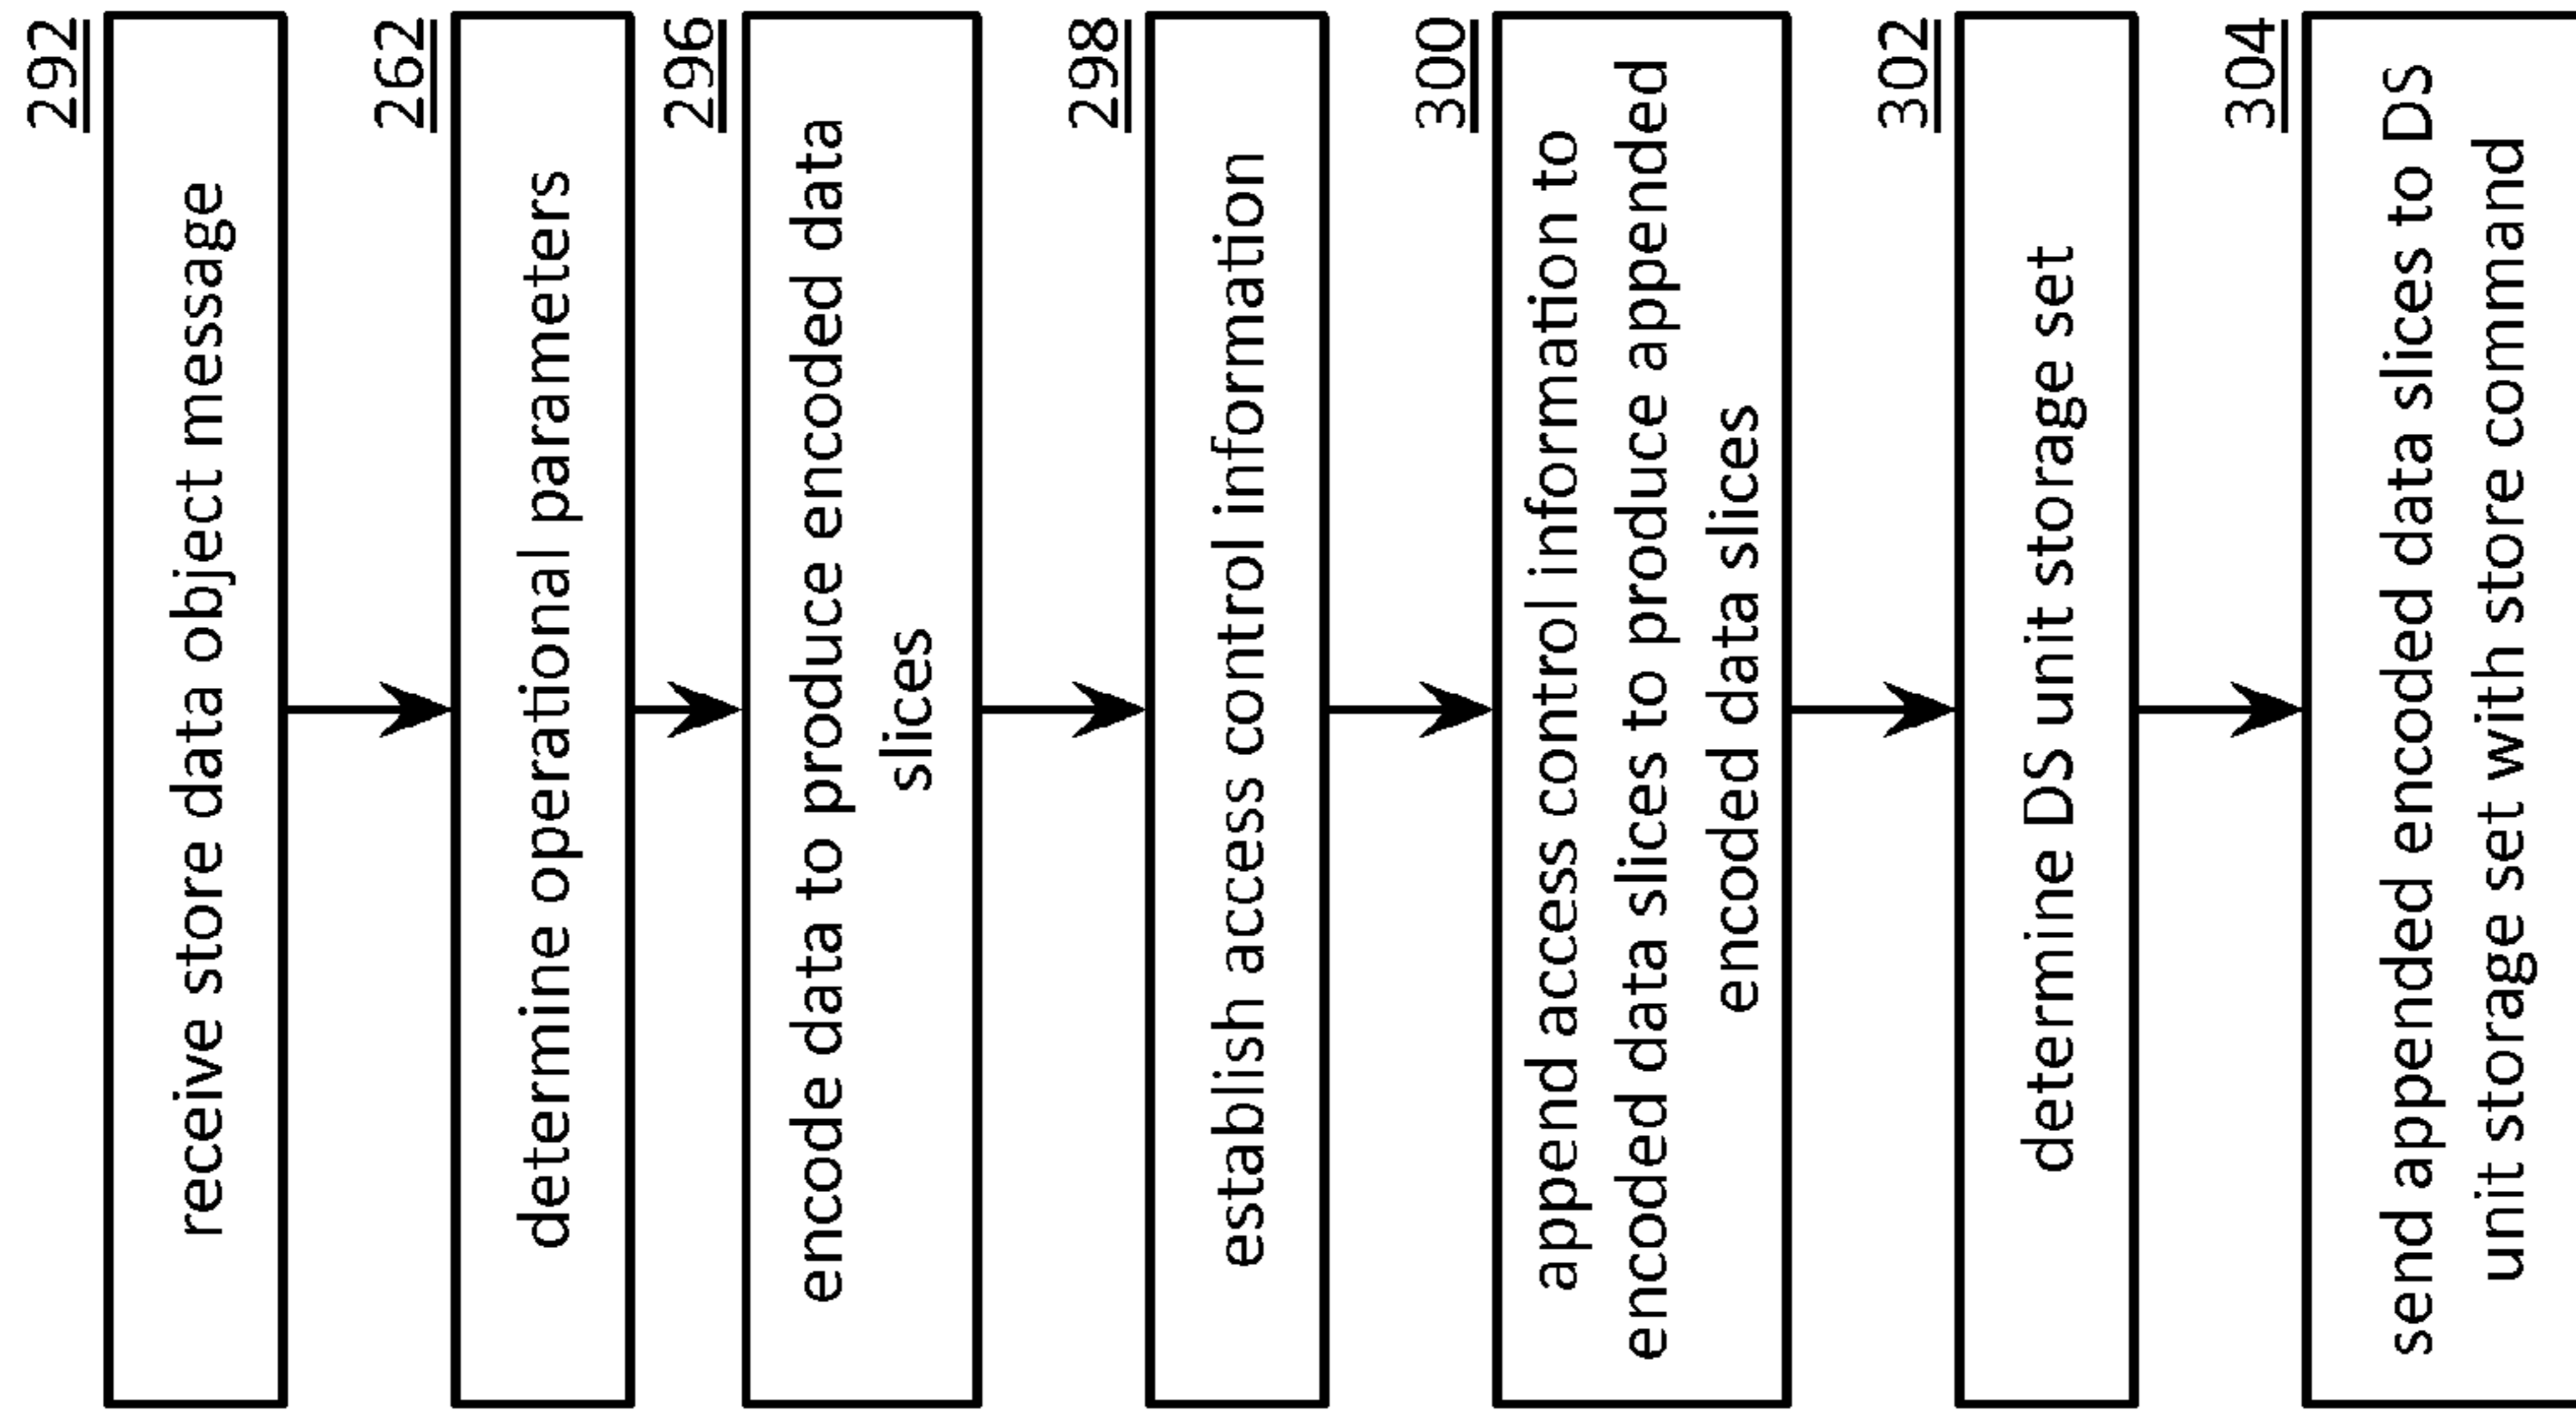 292
receive store data object message
262
determine operational parameters
296
encode data to produce encoded data
slices
298
establish access control information
300
append access control information to
encoded data slices to produce appended
encoded data slices
302
determine DS unit storage set
304
send appended encoded data slices to DS
unit storage set with store command